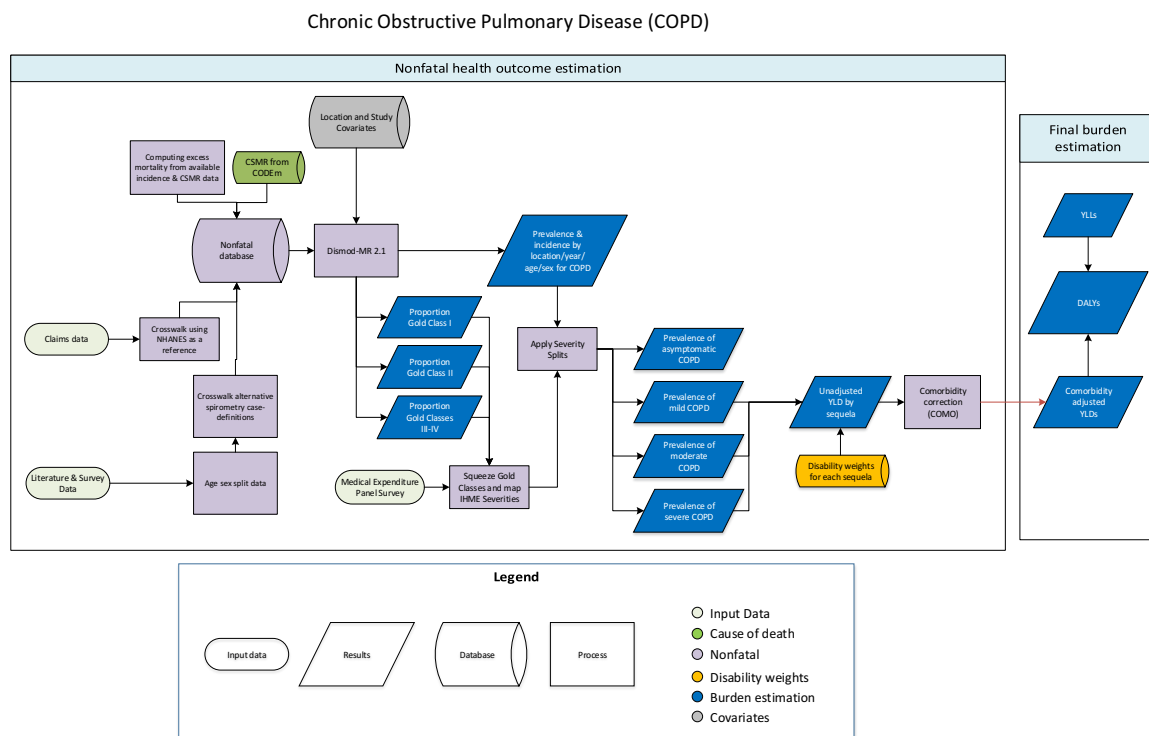 Chronic Obstructive Pulmonary Disease (COPD)
Nonfatal health outcome estimation
Location and Study
Covariates
Computing excess
mortality from available
incidence & CSMR data
CSMR from
CODEm
Nonfatal
database
Dismod-MR 2.1
Prevalence &
incidence by
location/year/
age/sex for COPD
Claims data
Crosswalk using
NHANES as a
reference
Proportion
Gold Class I
Proportion
Gold Class II
Proportion
Gold Classes
III-IV
Apply Severity
Splits
Prevalence of
asymptomatic
COPD
Prevalence
of mild COPD
Prevalence of
moderate
COPD
Prevalence of
severe COPD
Crosswalk alternative
spirometry case-
definitions
Literature & Survey
Data
Age sex split data
Medical Expenditure
Panel Survey
Squeeze Gold
Classes and map
IHME Severities
Unadjusted
YLD by
sequela
Disability weights
for each sequela
Comorbidity
correction
(COMO)
Final burden
estimation
YLLs
DALYs
Comorbidity
adjusted
YLDs
Legend
Input data
Results
Database
Process
Input Data
Cause of death
Nonfatal
Disability weights
Burden estimation
Covariates